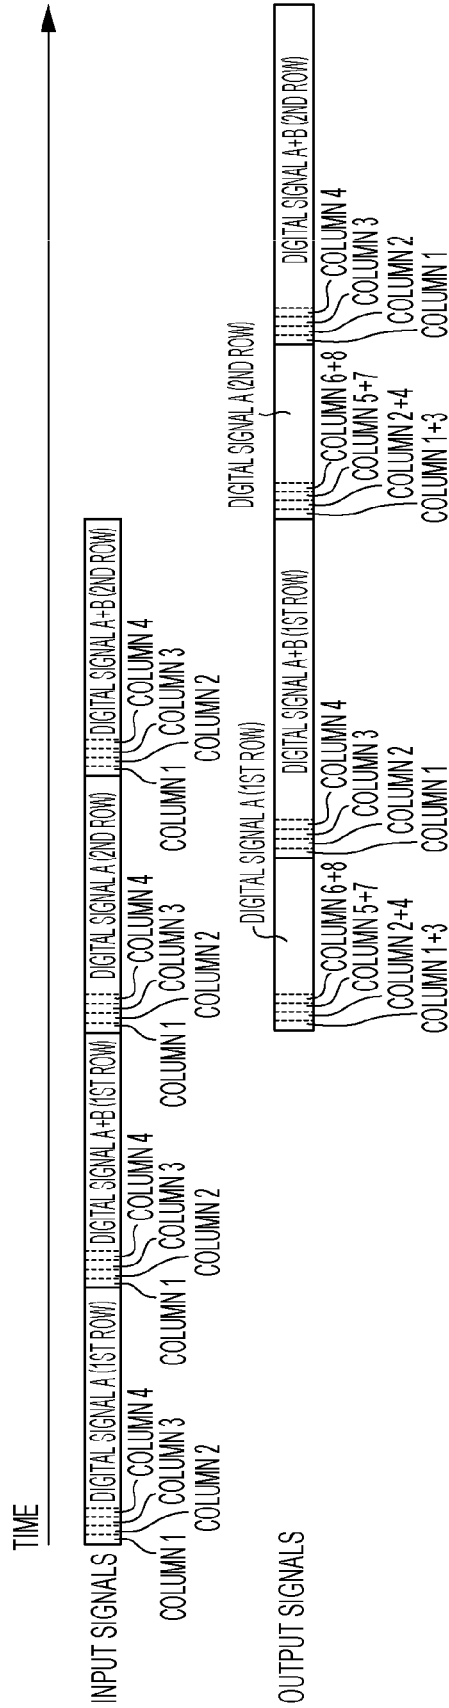 TIME
INPUT SIGNALS
DIGITAL SIGNAL A (1ST ROW)
COLUMN 1
COLUMN 2
COLUMN 3
COLUMN 4
DIGITAL SIGNAL A+B (1ST ROW)
COLUMN 1
COLUMN 2
COLUMN 3
COLUMN 4
DIGITAL SIGNAL A (2ND ROW)
COLUMN 1
COLUMN 2
COLUMN 3
COLUMN 4
DIGITAL SIGNAL A+B (2ND ROW)
COLUMN 1
COLUMN 2
COLUMN 3
COLUMN 4
OUTPUT SIGNALS
DIGITAL SIGNAL A (1ST ROW)
COLUMN 6+8
COLUMN 5+7
COLUMN 2+4
COLUMN 1+3
DIGITAL SIGNAL A+B (1ST ROW)
COLUMN 4
COLUMN 3
COLUMN 2
COLUMN 1
DIGITAL SIGNAL A (2ND ROW)
COLUMN 6+8
COLUMN 5+7
COLUMN 2+4
COLUMN 1+3
DIGITAL SIGNAL A+B (2ND ROW)
COLUMN 4
COLUMN 3
COLUMN 2
COLUMN 1